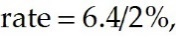 rate = 6.4/2%,